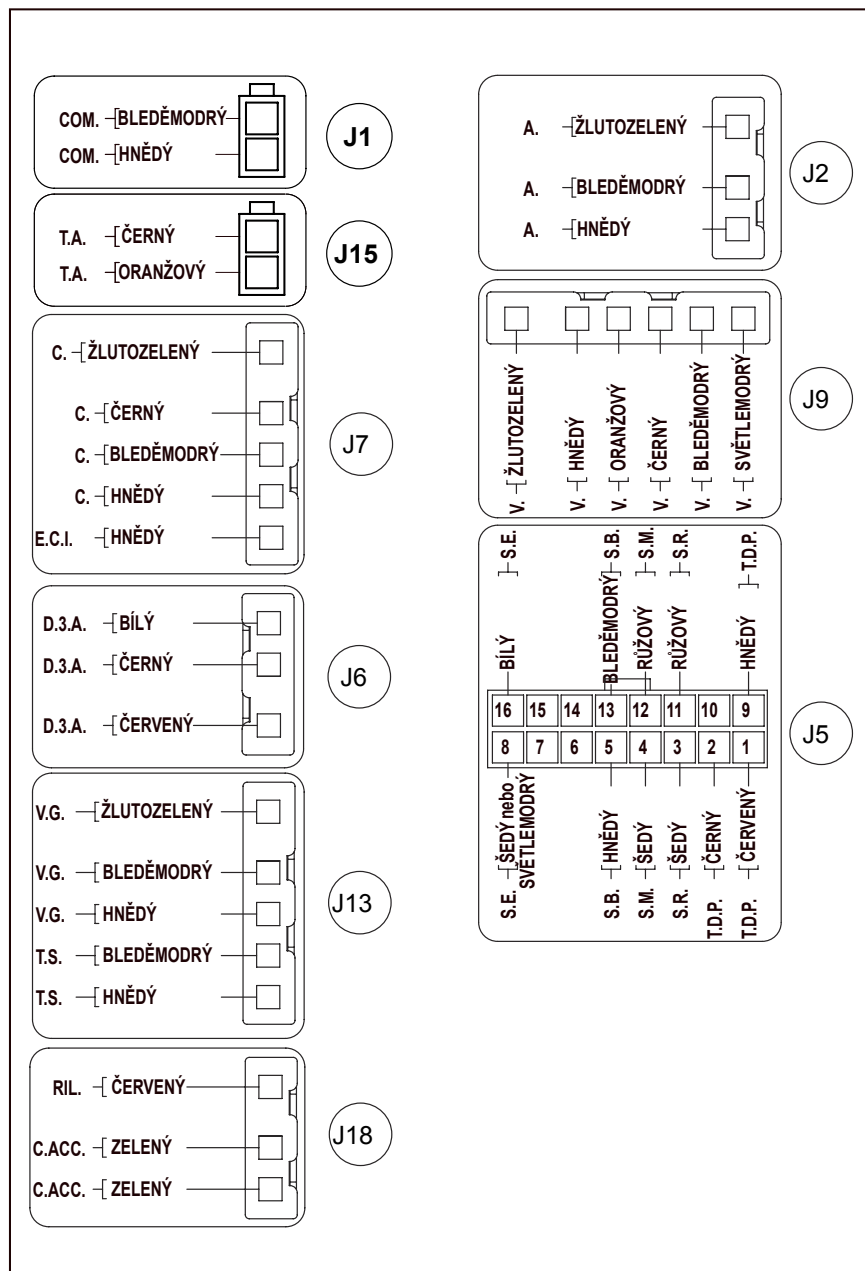 COM. BLEDĚMODRÝ
COM. HNĚDÝ
J1
T.A. ČERNÝ
T.A. ORANŽOVÝ
J15
C. ŽLUTOZELENÝ
C. ČERNÝ
C. BLEDĚMODRÝ
C. HNĚDÝ
E.C.I. HNĚDÝ
J7
D.3.A. BÍLÝ
D.3.A. ČERNÝ
D.3.A. ČERVENÝ
J6
V.G. ŽLUTOZELENÝ
V.G. BLEDĚMODRÝ
V.G. HNĚDÝ
T.S. BLEDĚMODRÝ
T.S. HNĚDÝ
J13
RIL. ČERVENÝ
C.ACC. ZELENÝ
C.ACC. ZELENÝ
J18
A. ŽLUTOZELENÝ
A. BLEDĚMODRÝ
A. HNĚDÝ
J2
V. ŽLUTOZELENÝ
V. HNĚDÝ
V. ORANŽOVÝ
V. ČERNÝ
V. BLEDĚMODRÝ
V. SVĚTLEMODRÝ
J9
BÍLÝ S.E.
BLEDĚMODRÝ S.B.
RŮŽOVÝ S.M.
RŮŽOVÝ S.R.
HNĚDÝ T.D.P.
16 15 14 13 12 11 10 9
8 7 6 5 4 3 2 1
S.E. ŠEDÝ nebo
SVĚTLEMODRÝ
S.B. HNĚDÝ
S.M. ŠEDÝ
S.R. ŠEDÝ
T.D.P. ČERNÝ
T.D.P. ČERVENÝ
J5